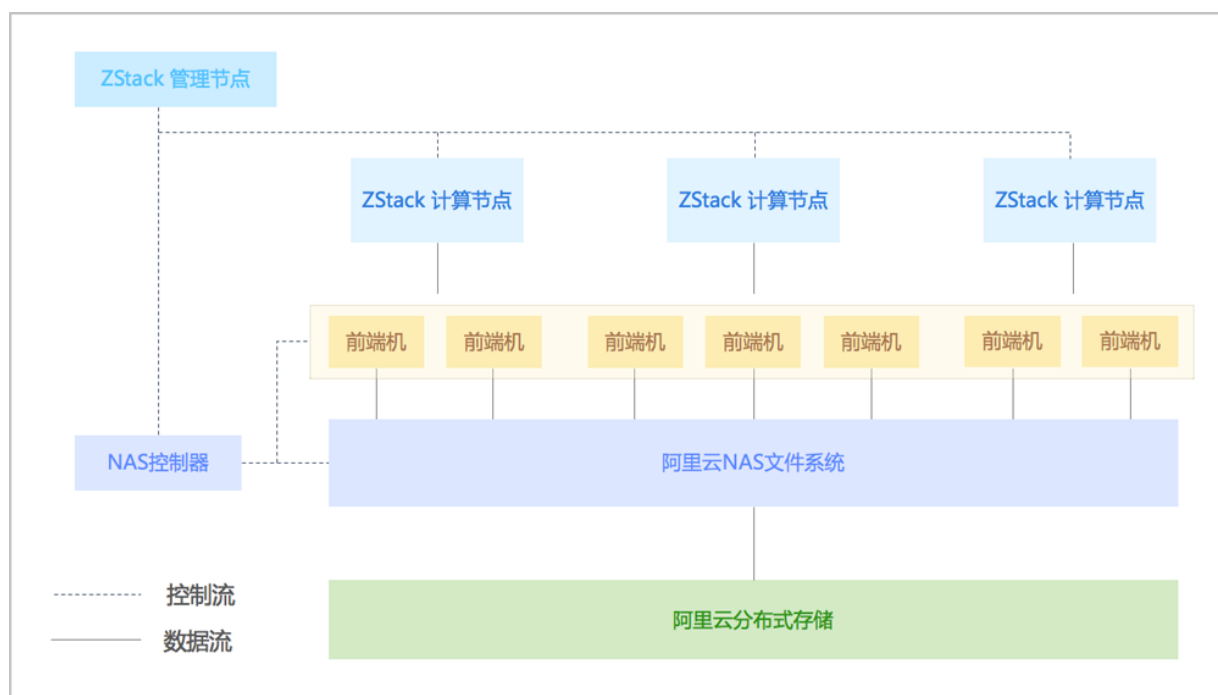 ZStack 管理节点
ZStack 计算节点
ZStack 计算节点
ZStack 计算节点
前端机
前端机
前端机
前端机
前端机
前端机
前端机
NAS控制器
阿里云NAS文件系统
控制流
数据流
阿里云分布式存储